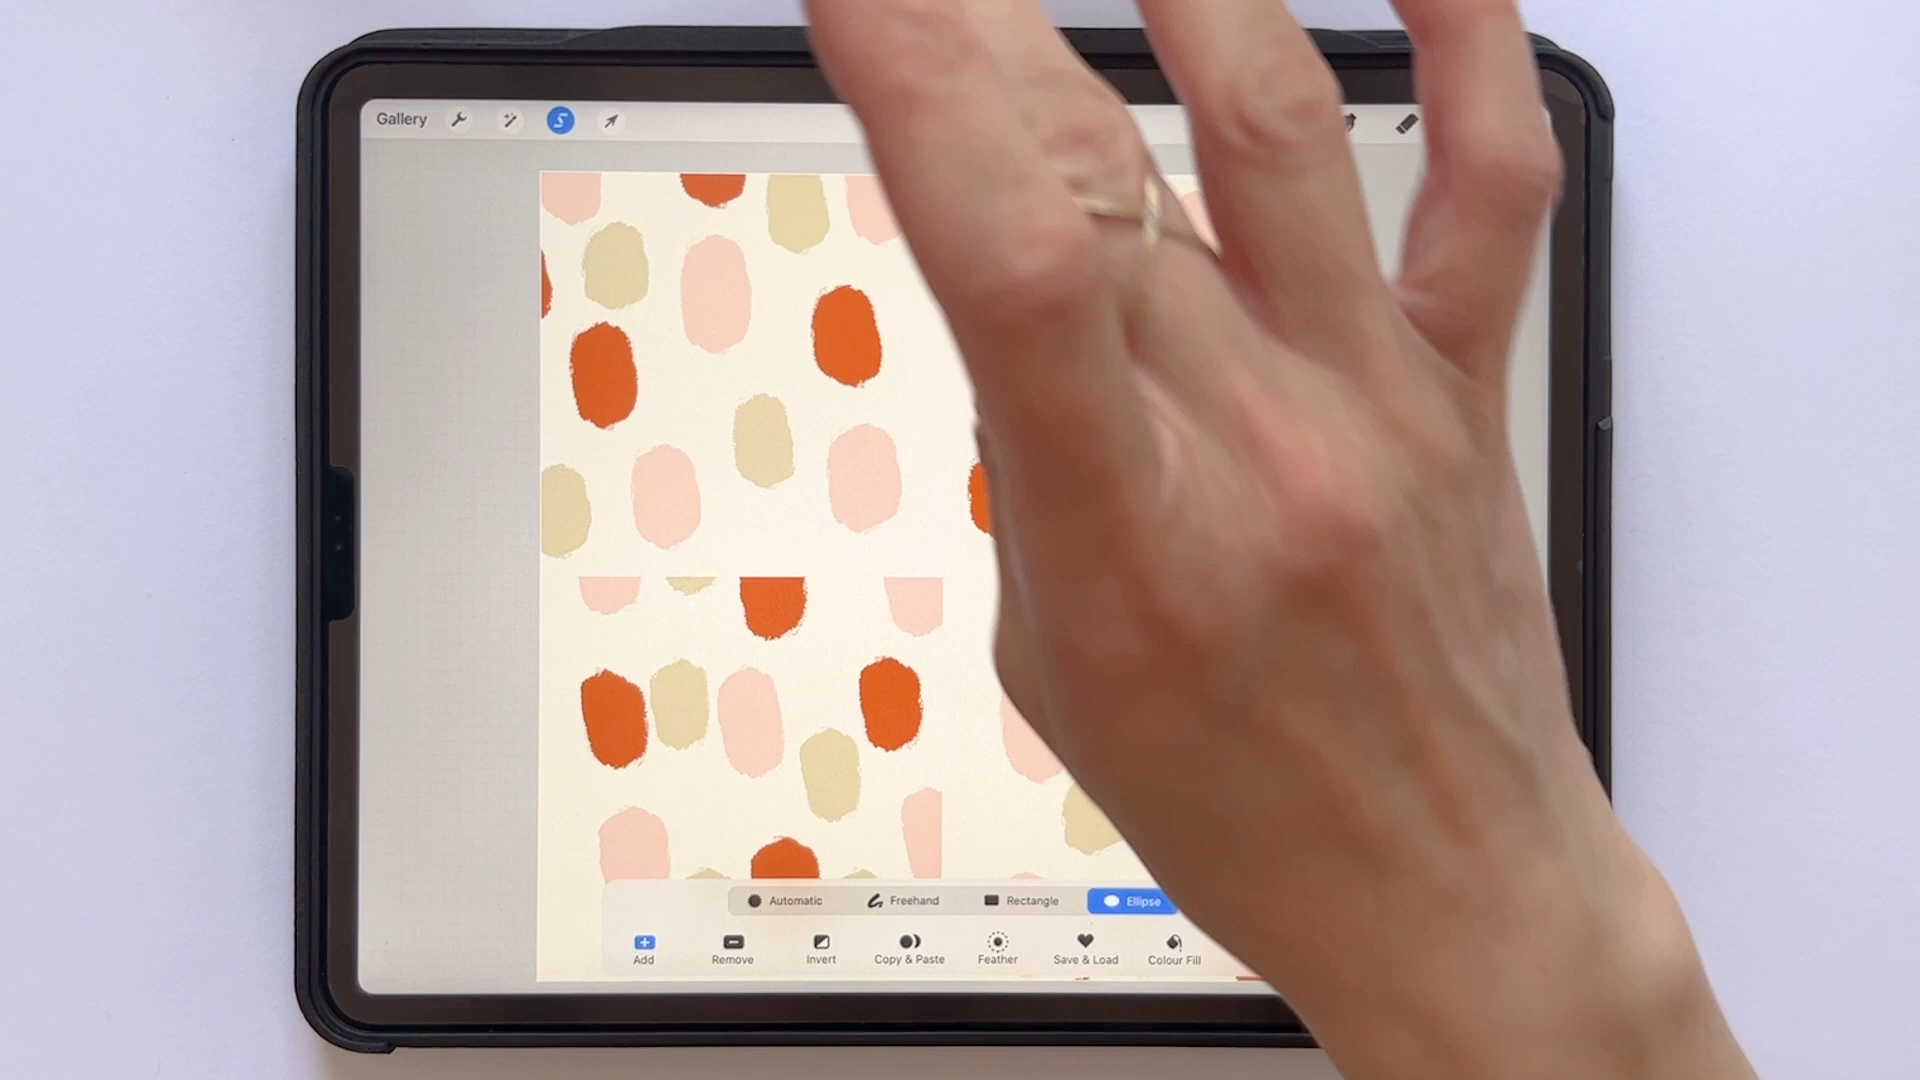 Gallery
Automatic Freehand Rectangle Ellipse
Add Remove Invert Copy & Paste Feather Save & Load Colour Fill